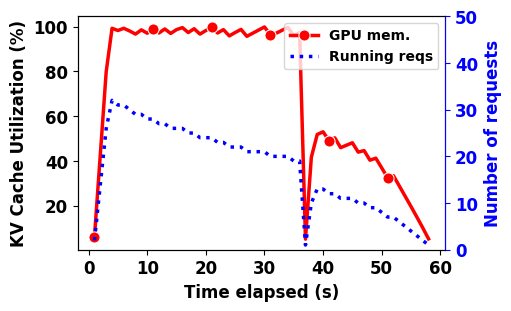 KV Cache Utilization (%)
100
80
60
40
20
GPU mem.
Running reqs
50
40
30
20
10
0
Number of requests
0 10 20 30 40 50 60
Time elapsed (s)